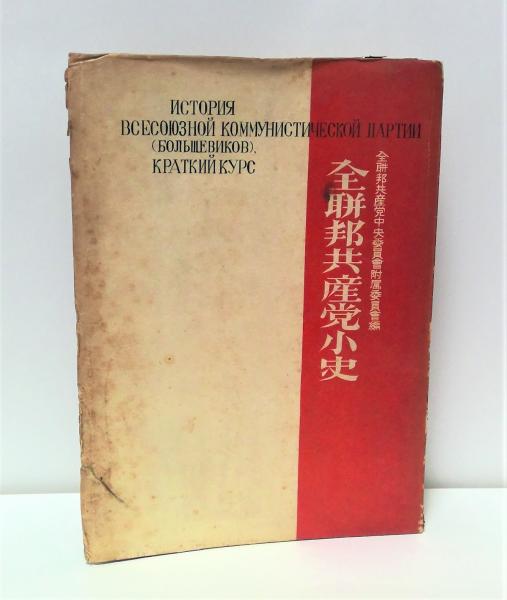 ИСТОРИЯ
ВСЕСОЮЗНОЙ КОММУНИСТИЧЕСКОЙ ПАРТИИ
(БОЛЬШЕВИКОВ),
КРАТКИЙ КУРС
全聯邦共産党中央委員會附属委員會編
全聯邦共産党小史